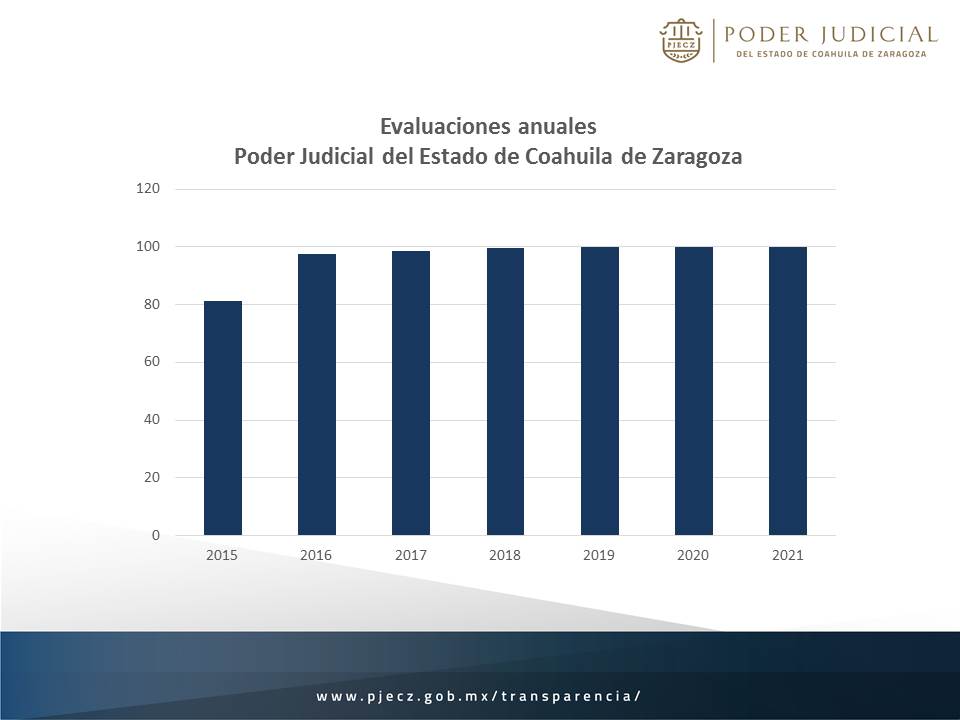 PJECZ
PODER JUDICIAL
DEL ESTADO DE COAHUILA DE ZARAGOZA
Evaluaciones anuales
Poder Judicial del Estado de Coahuila de Zaragoza
120
100
80
60
40
20
0
2015 2016 2017 2018 2019 2020 2021
www.pjecz.gob.mx/transparencia/